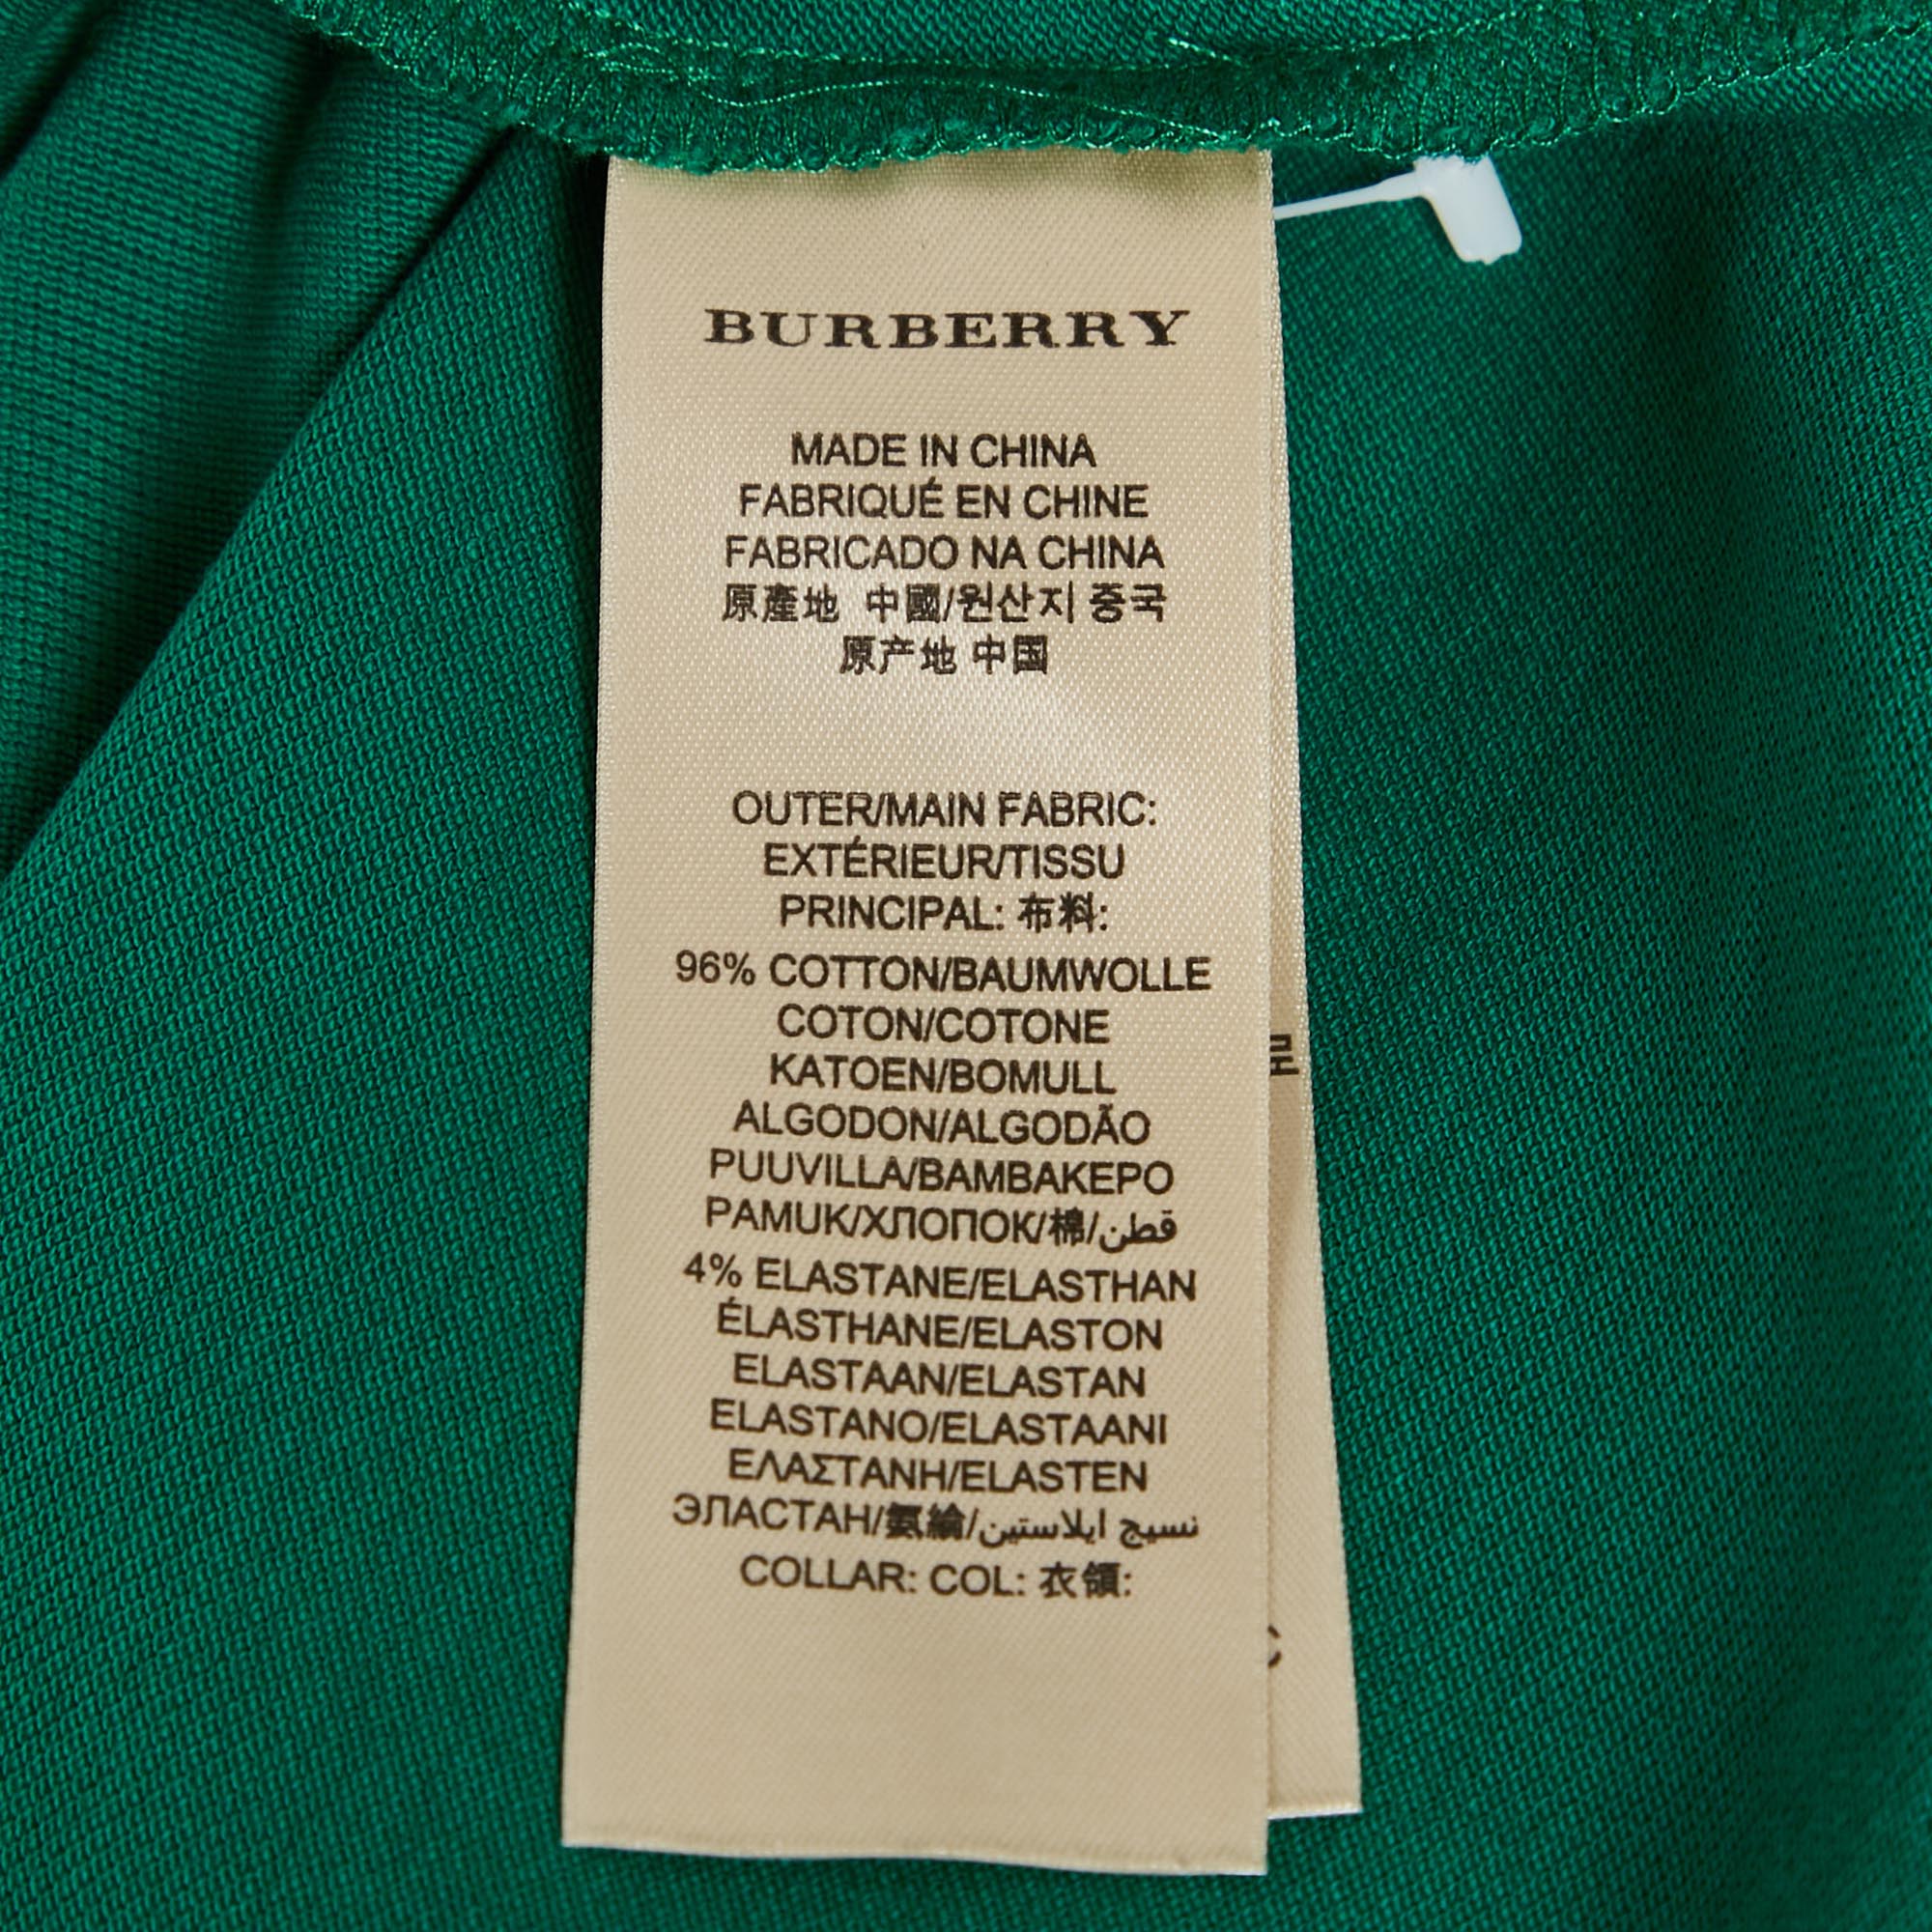 BURBERRY
MADE IN CHINA
FABRIQUÉ EN CHINE
FABRICADO NA CHINA
原產地 中國/원산지 중국
原产地 中国
OUTER/MAIN FABRIC:
EXTÉRIEUR/TISSU
PRINCIPAL: 布料:
96% COTTON/BAUMWOLLE
COTON/COTONE
KATOEN/BOMULL
ALGODON/ALGODÃO
PUUVILLA/ΒΑΜΒΑΚΕΡΟ
PAMUK/ХЛОПОК/棉/قطن
4% ELASTANE/ELASTHAN
ÉLASTHANE/ELASTON
ELASTAAN/ELASTAN
ELASTANO/ELASTAANI
ΕΛΑΣΤΑΝΗ/ELASTEN
ЭЛАСТАН/氨綸/نسيج ايلاستين
COLLAR: COL: 衣領: